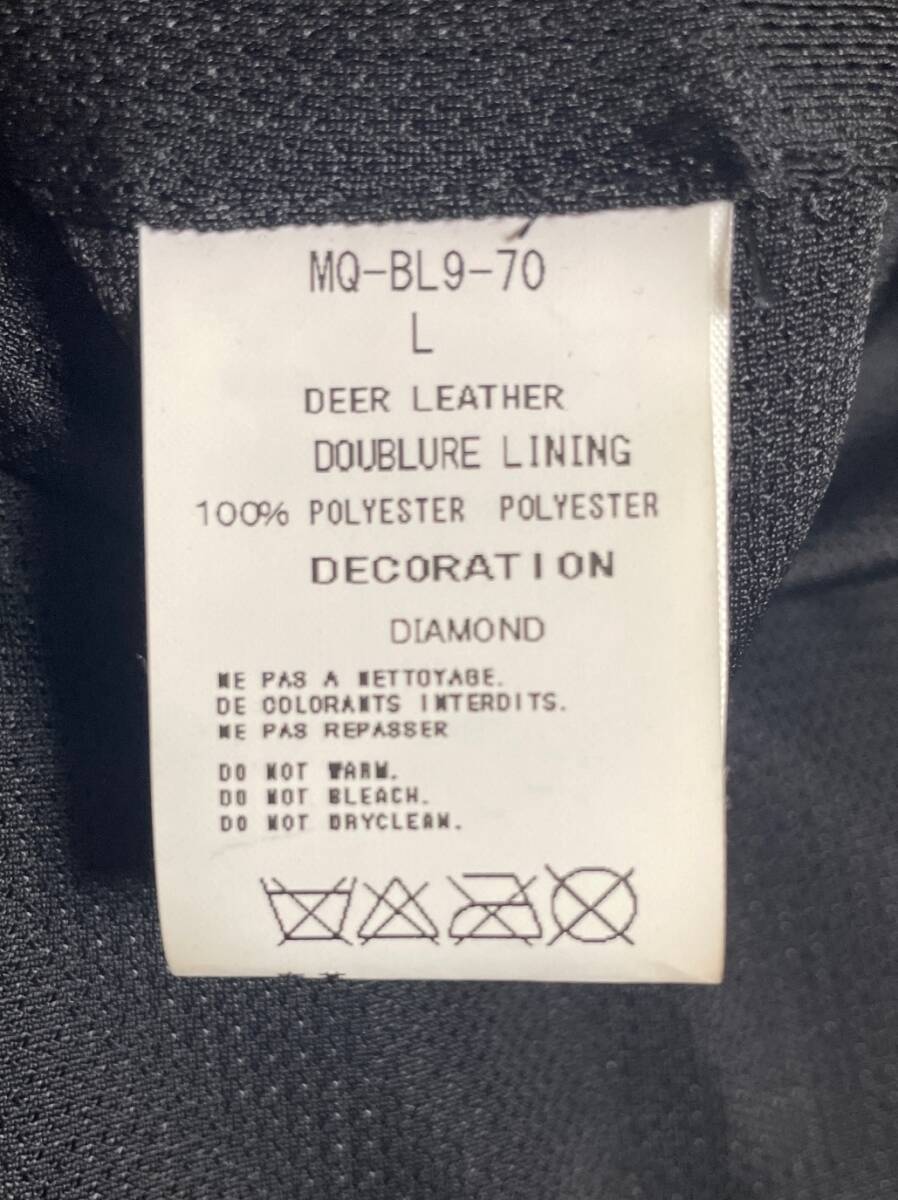 MQ-BL9-70
L
DEER LEATHER
DOUBLURE LINING
100% POLYESTER POLYESTER
DECORATION
DIAMOND
NE PAS A NETTOYAGE.
DE COLORANTS INTERDITS.
NE PAS REPASSER
DO NOT WARM.
DO NOT BLEACH.
DO NOT DRYCLEAN.